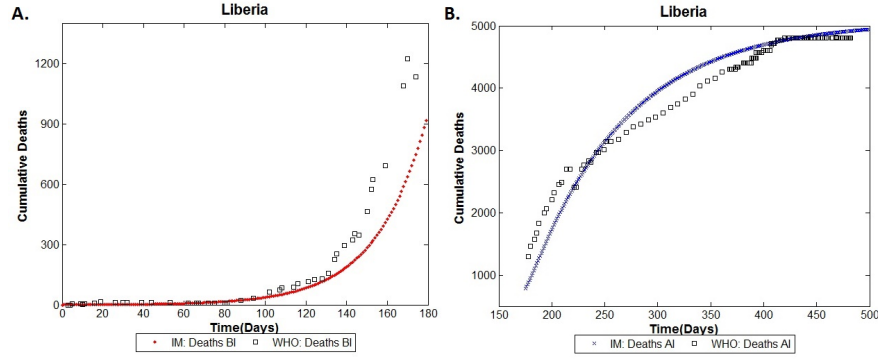 A.
Liberia
Cumulative Deaths
1200
900
600
300
0
0 20 40 60 80 100 120 140 160 180
Time(Days)
IM: Deaths BI WHO: Deaths BI
B.
Liberia
Cumulative Deaths
5000
4000
3000
2000
1000
150 200 250 300 350 400 450 500
Time(Days)
IM: Deaths AI WHO: Deaths AI